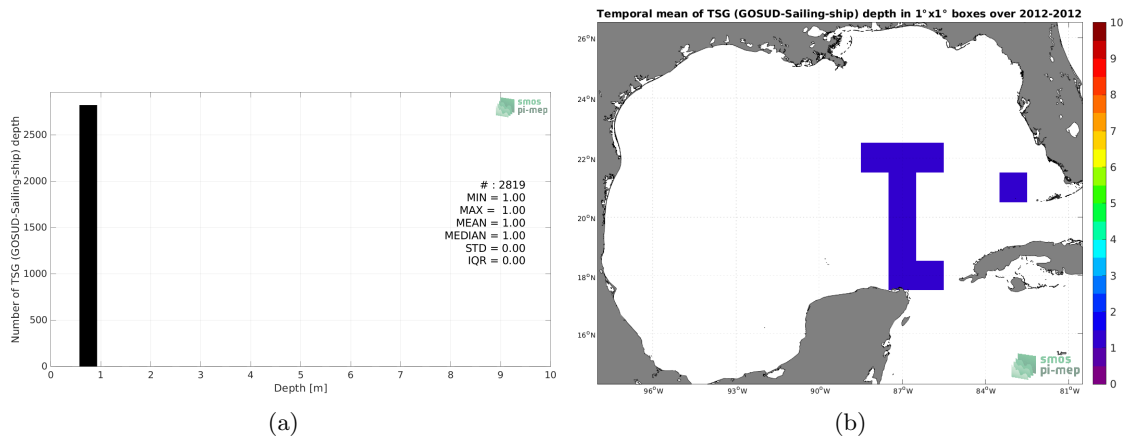 Temporal mean of TSG (GOSUD-Sailing-ship) depth in 1°x1° boxes over 2012-2012
smos
pi-mep
# : 2819
MIN = 1.00
MAX = 1.00
MEAN = 1.00
MEDIAN = 1.00
STD = 0.00
IQR = 0.00
Number of TSG (GOSUD-Sailing-ship) depth
2500
2000
1500
1000
500
0
0 1 2 3 4 5 6 7 8 9 10
Depth [m]
(a)
26°N
24°N
22°N
20°N
18°N
16°N
96°W 93°W 90°W 87°W 84°W 81°W
smos
pi-mep
10
9
8
7
6
5
4
3
2
1
0
(b)